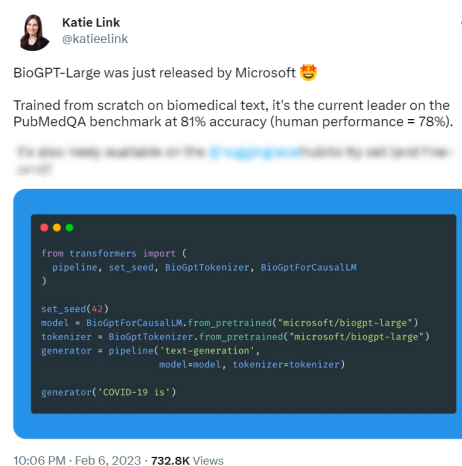 Katie Link
@katieelink
BioGPT-Large was just released by Microsoft 🤩
Trained from scratch on biomedical text, it's the current leader on the
PubMedQA benchmark at 81% accuracy (human performance = 78%).
from transformers import (
  pipeline, set_seed, BioGptTokenizer, BioGptForCausalLM
)
set_seed(42)
model = BioGptForCausalLM.from_pretrained("microsoft/biogpt-large")
tokenizer = BioGptTokenizer.from_pretrained("microsoft/biogpt-large")
generator = pipeline('text-generation',
                     model=model, tokenizer=tokenizer)
generator('COVID-19 is')
10:06 PM · Feb 6, 2023 · 732.8K Views